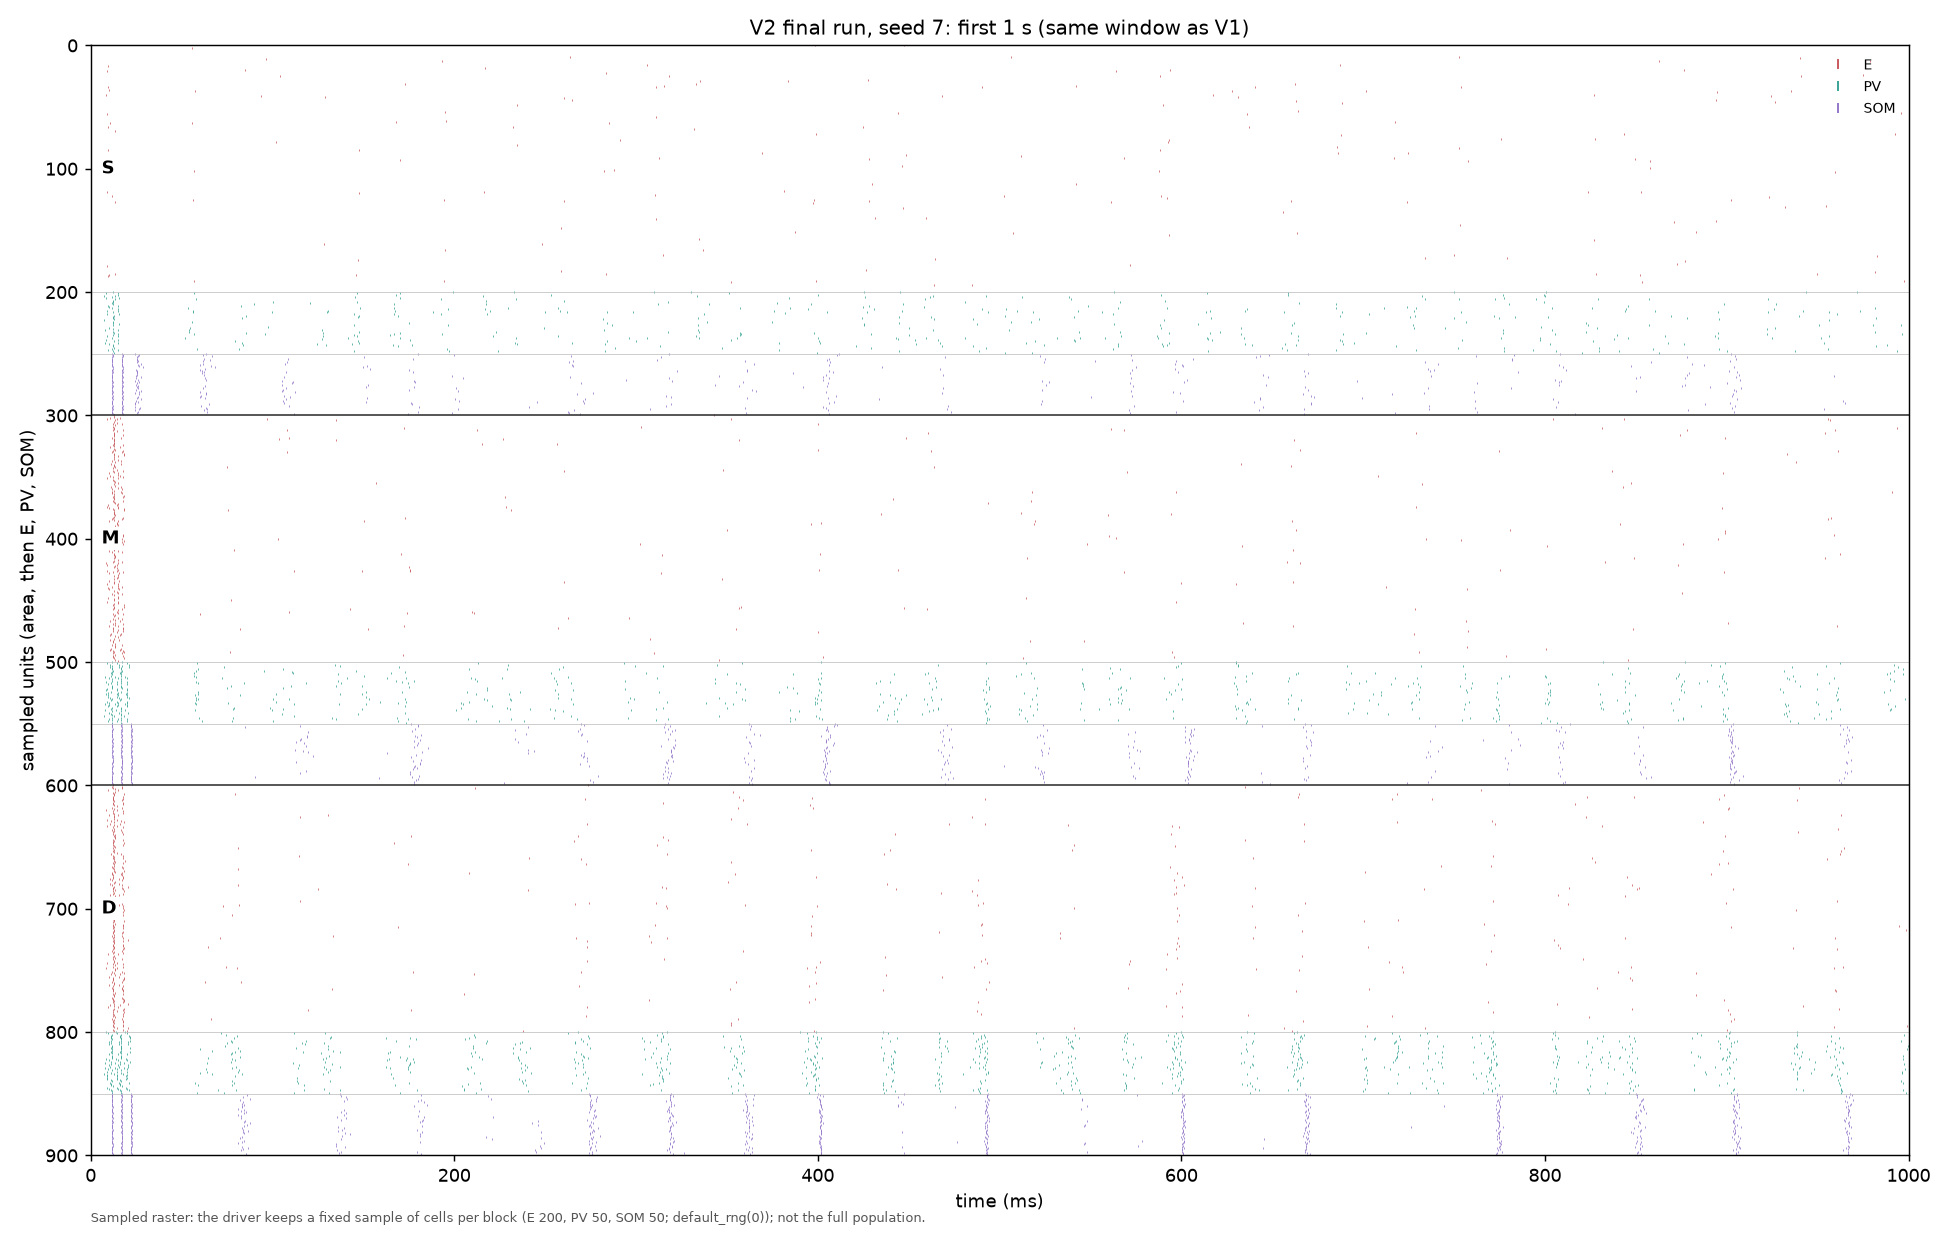 V2 final run, seed 7: first 1 s (same window as V1)
E
PV
SOM
0
100
200
300
400
500
600
700
800
900
S
M
D
sampled units (area, then E, PV, SOM)
0
200
400
600
800
1000
time (ms)
Sampled raster: the driver keeps a fixed sample of cells per block (E 200, PV 50, SOM 50; default_rng(0)); not the full population.